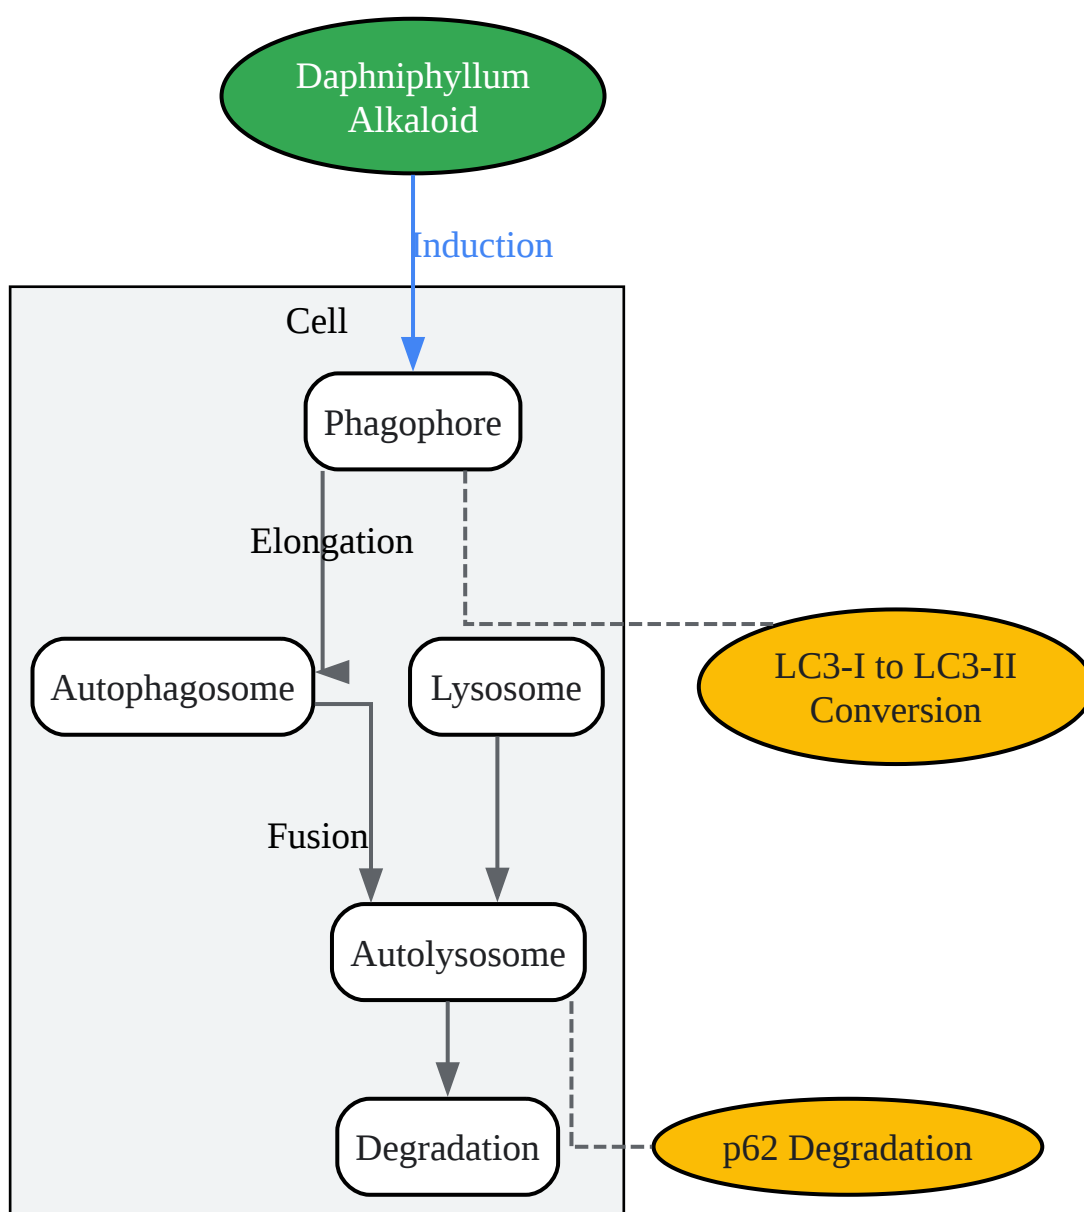 Daphniphyllum
Alkaloid
Induction
Cell
Phagophore
Elongation
Autophagosome
Lysosome
LC3-I to LC3-II
Conversion
Fusion
Autolysosome
Degradation
p62 Degradation